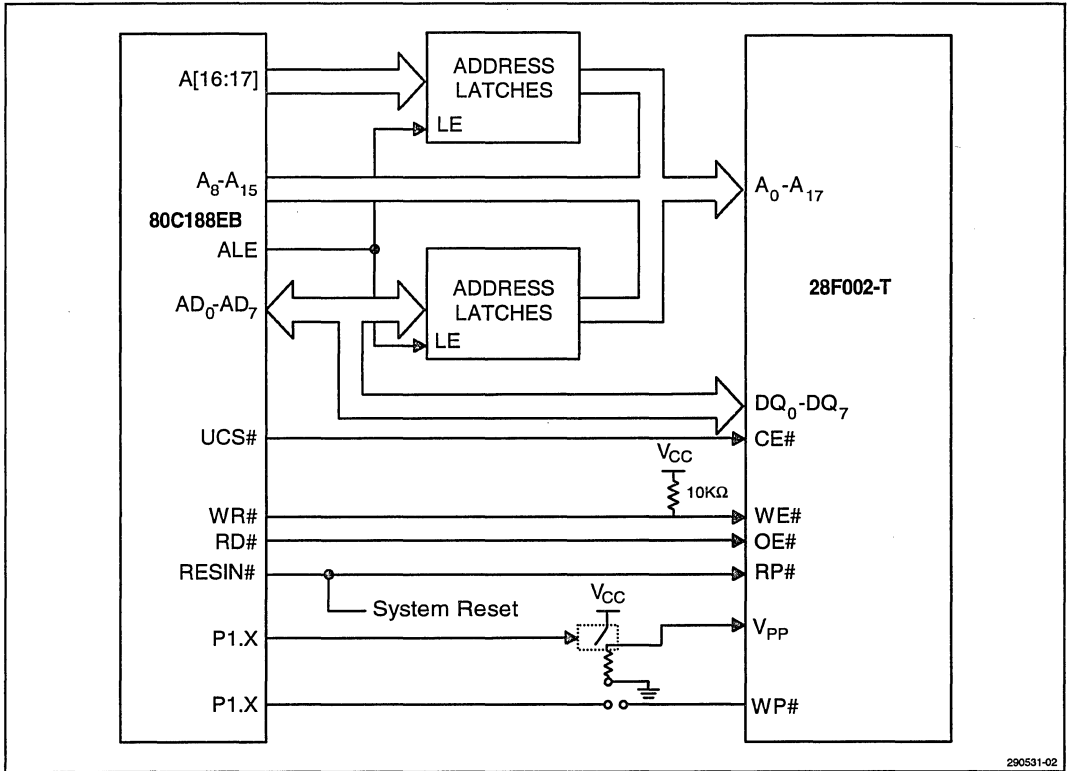 A[16:17]
ADDRESS
LATCHES
LE
A8-A15
80C188EB
ALE
AD0-AD7
ADDRESS
LATCHES
LE
A0-A17
28F002-T
DQ0-DQ7
UCS#
CE#
VCC
10KΩ
WR#
WE#
RD#
OE#
RESIN#
RP#
System Reset
VCC
P1.X
VPP
P1.X
WP#
290531-02